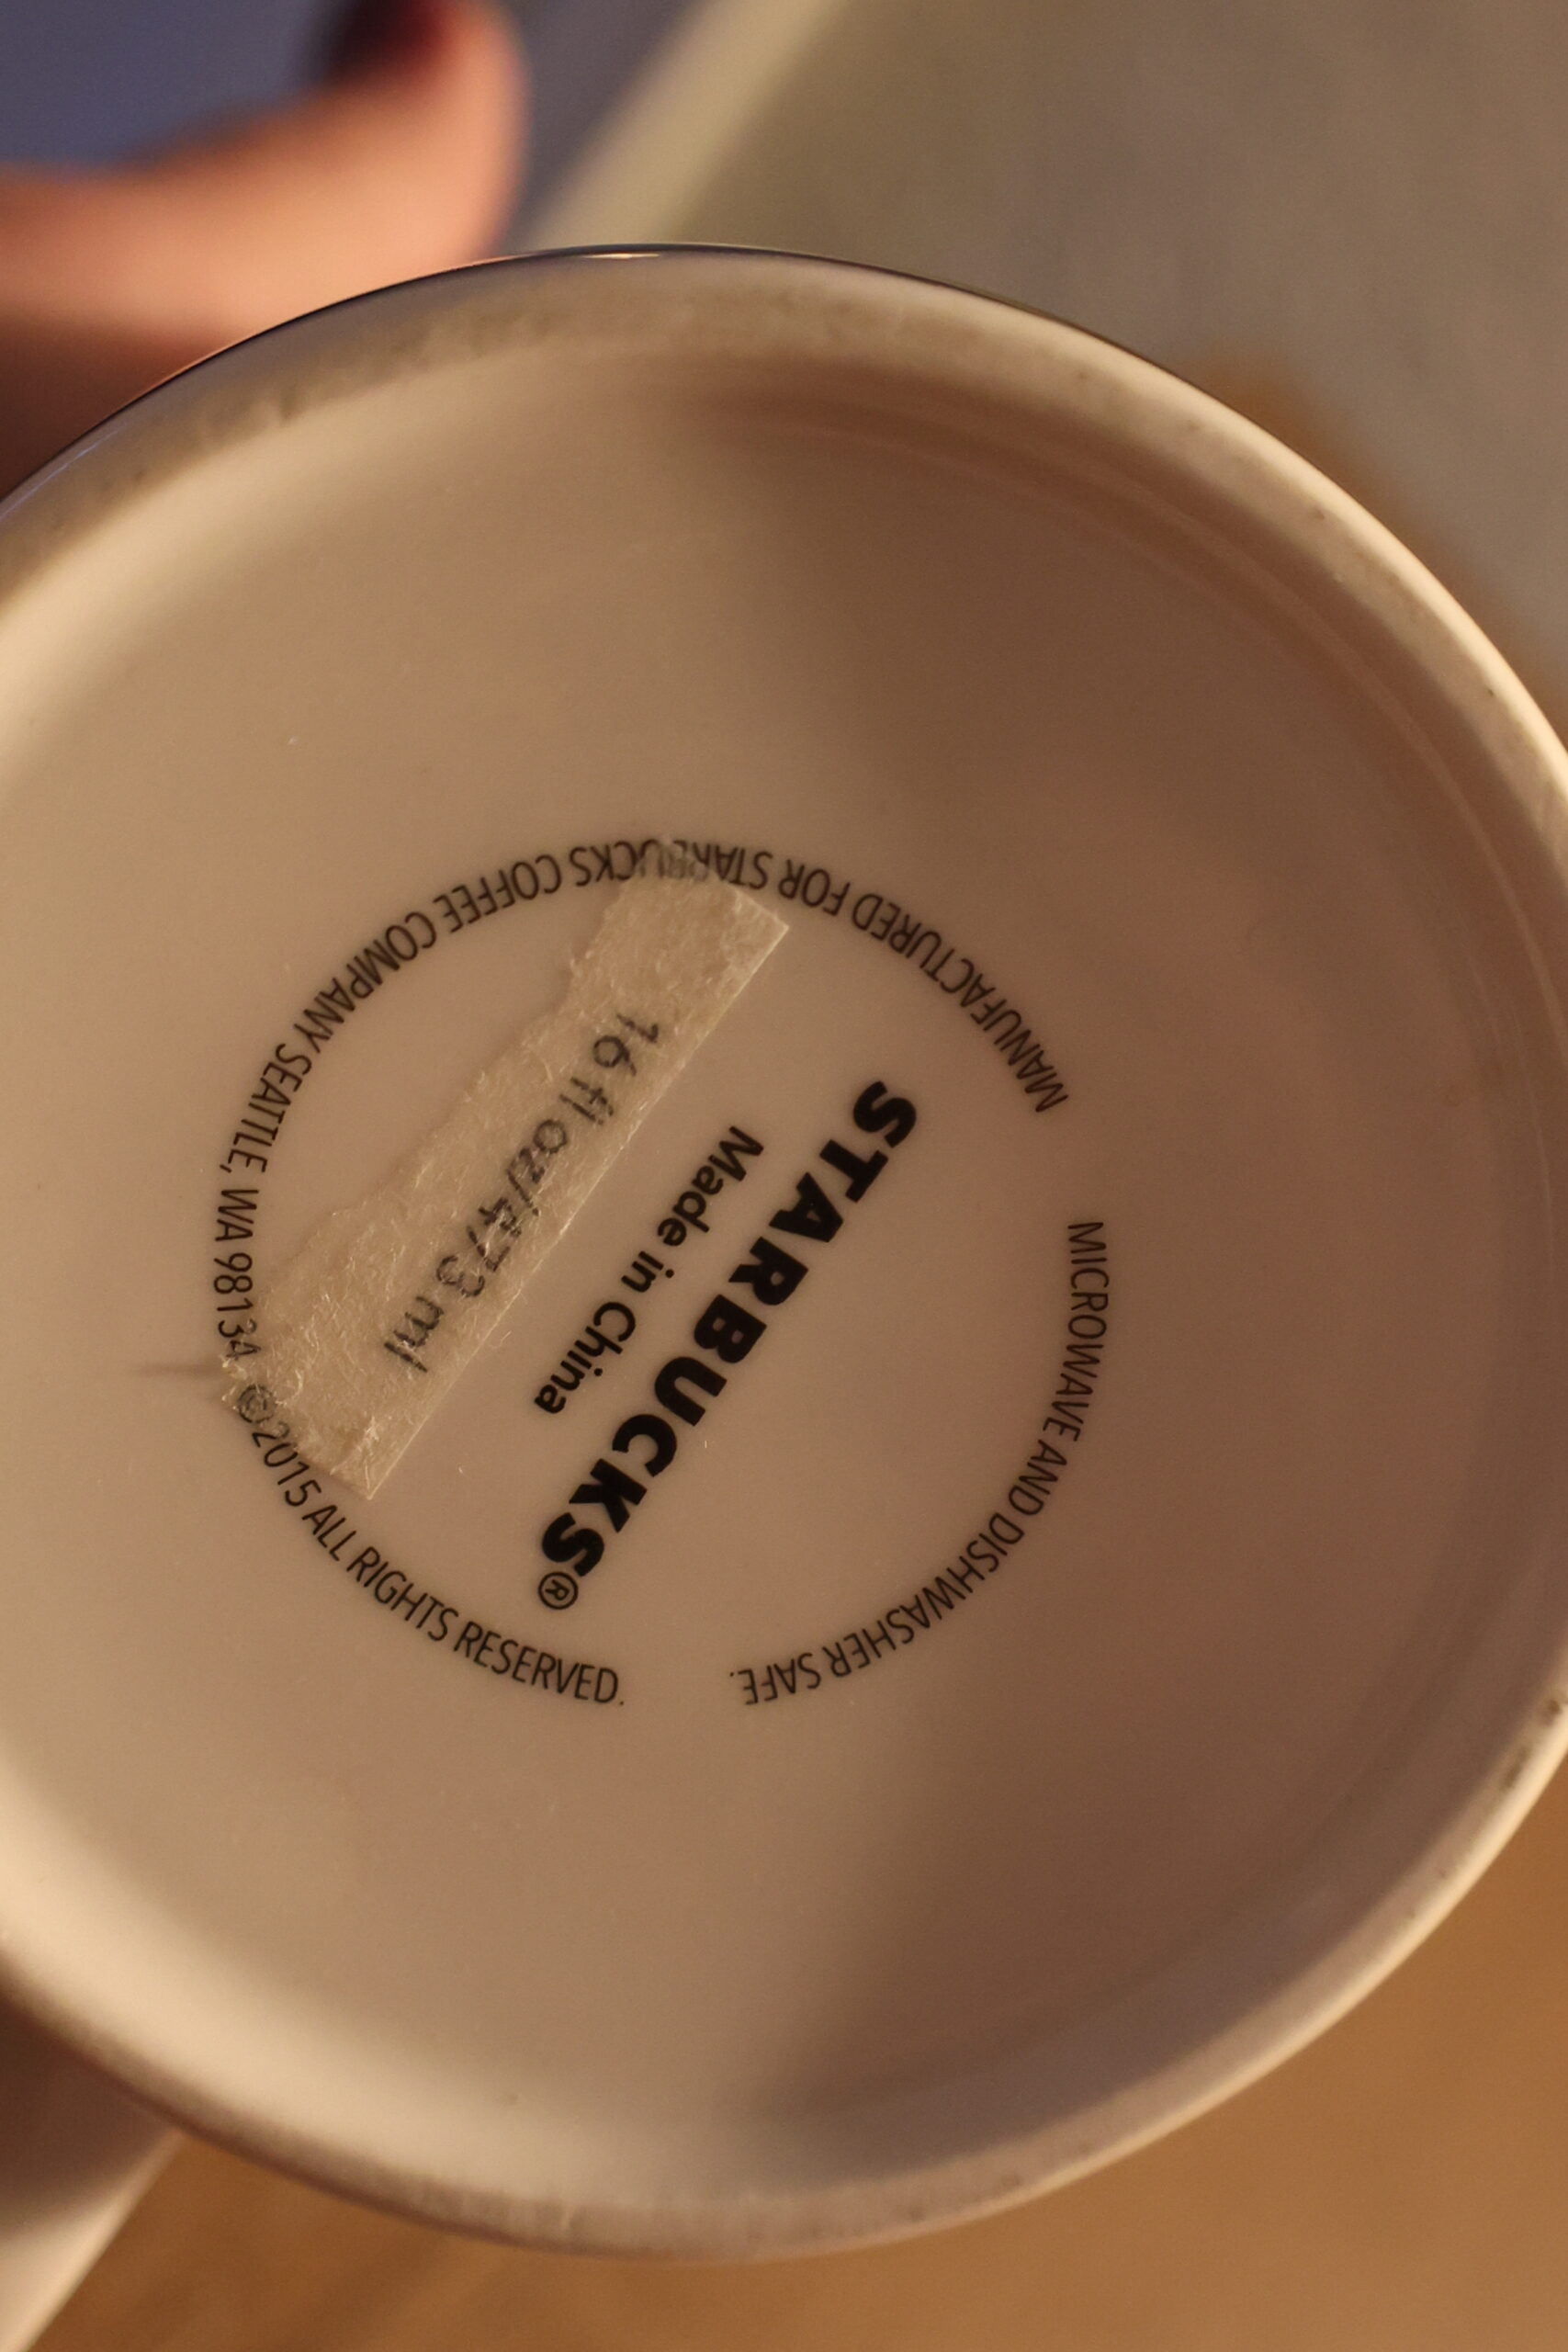 MICROWAVE AND DISHWASHER SAFE.
STARBUCKS®
Made in China
16 fl oz/473 ml
MANUFACTURED FOR STARBUCKS COFFEE COMPANY SEATTLE, WA 98134 ©2015 ALL RIGHTS RESERVED.